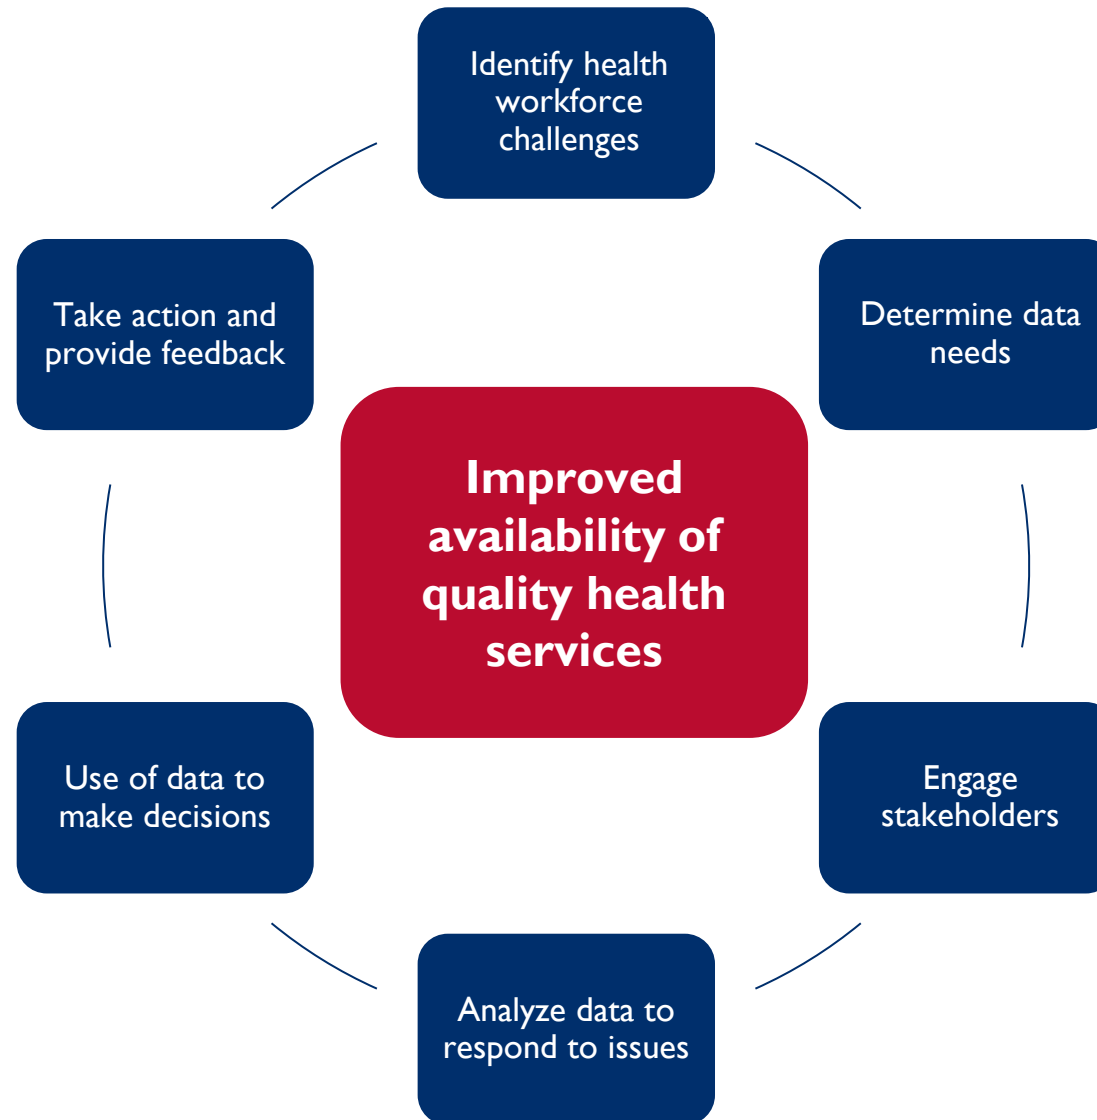 Identify health
workforce
challenges
Determine data
needs
Engage
stakeholders
Analyze data to
respond to issues
Use of data to
make decisions
Take action and
provide feedback
Improved
availability of
quality health
services